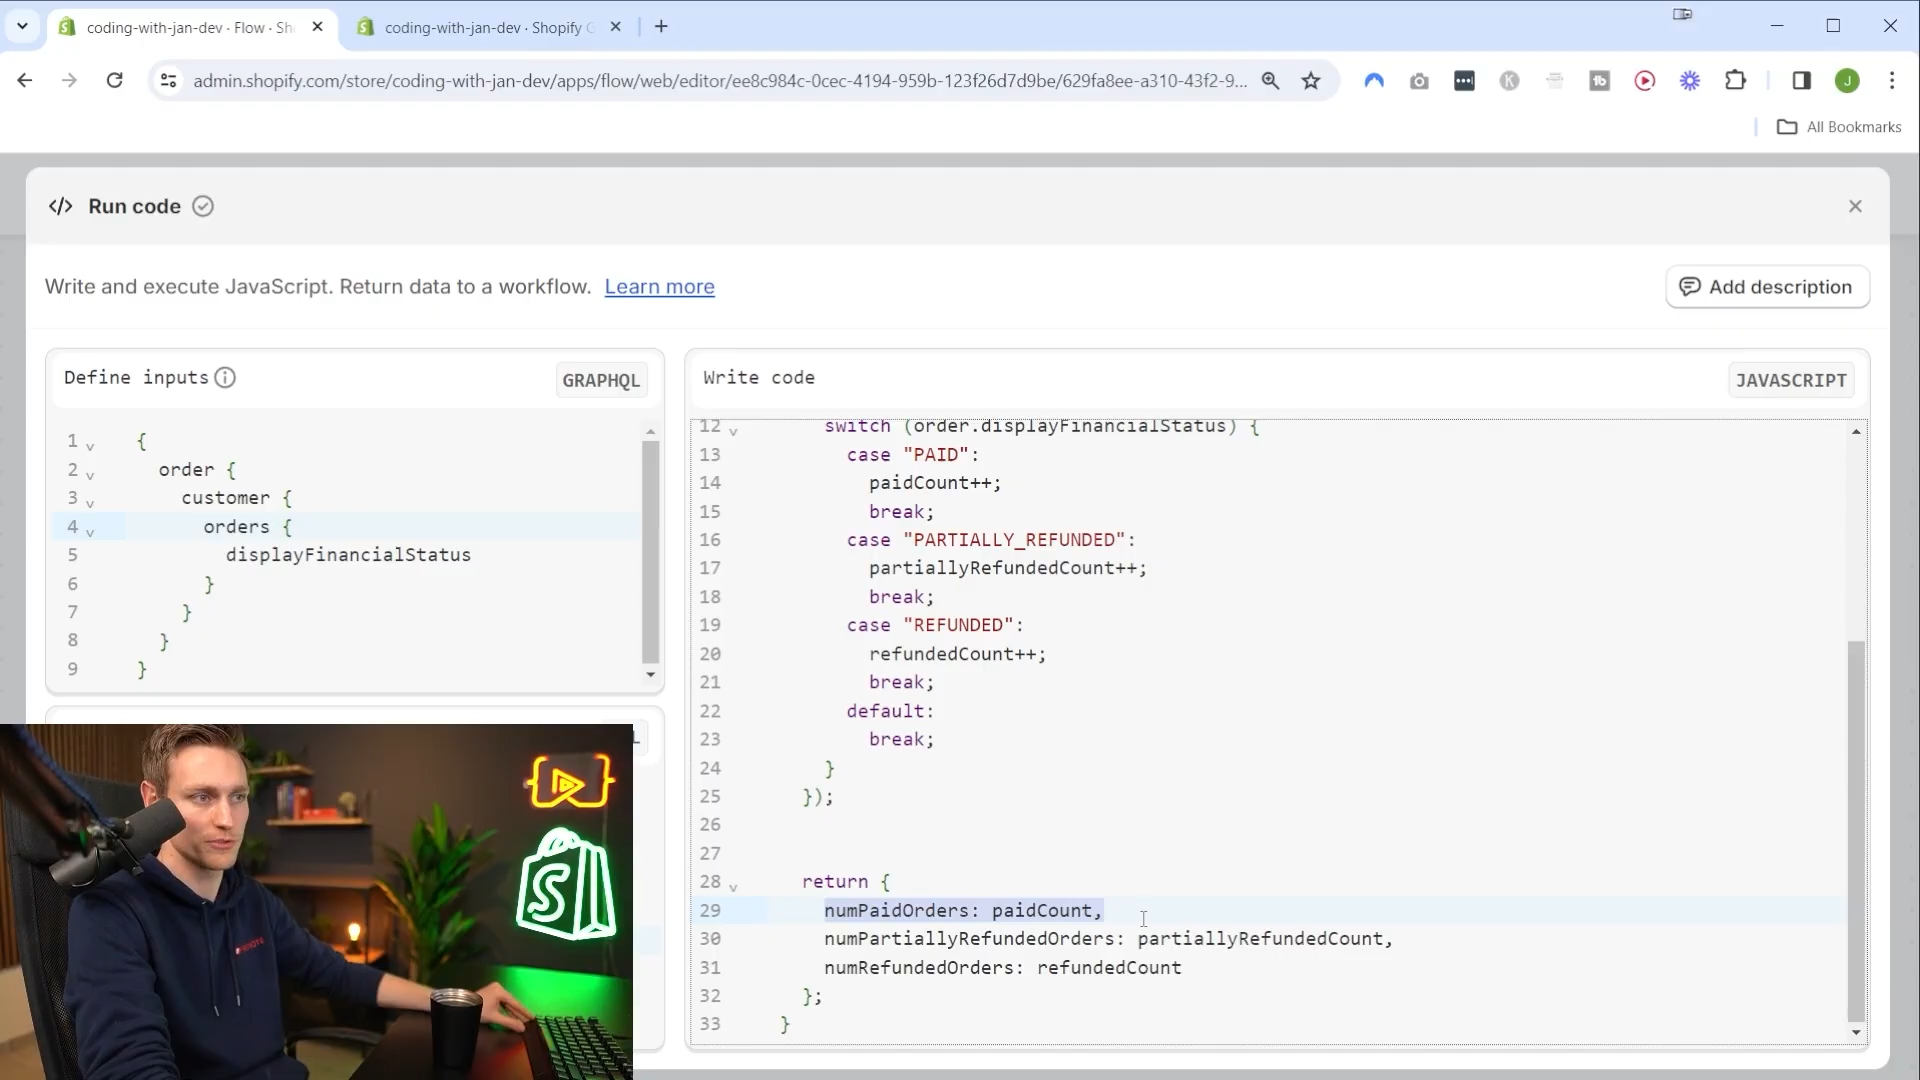 coding-with-jan-dev · Flow · Sh
coding-with-jan-dev · Shopify G
admin.shopify.com/store/coding-with-jan-dev/apps/flow/web/editor/ee8c984c-0cec-4194-959b-123f26d7d9be/629fa8ee-a310-43f2-9...
All Bookmarks
</> Run code
Write and execute JavaScript. Return data to a workflow. Learn more
Add description
Define inputs
GRAPHQL
1 {
2 order {
3 customer {
4 orders {
5 displayFinancialStatus
6 }
7 }
8 }
9 }
Write code
JAVASCRIPT
12 switch (order.displayFinancialStatus) {
13 case "PAID":
14 paidCount++;
15 break;
16 case "PARTIALLY_REFUNDED":
17 partiallyRefundedCount++;
18 break;
19 case "REFUNDED":
20 refundedCount++;
21 break;
22 default:
23 break;
24 }
25 });
26
27
28 return {
29 numPaidOrders: paidCount,
30 numPartiallyRefundedOrders: partiallyRefundedCount,
31 numRefundedOrders: refundedCount
32 };
33 }